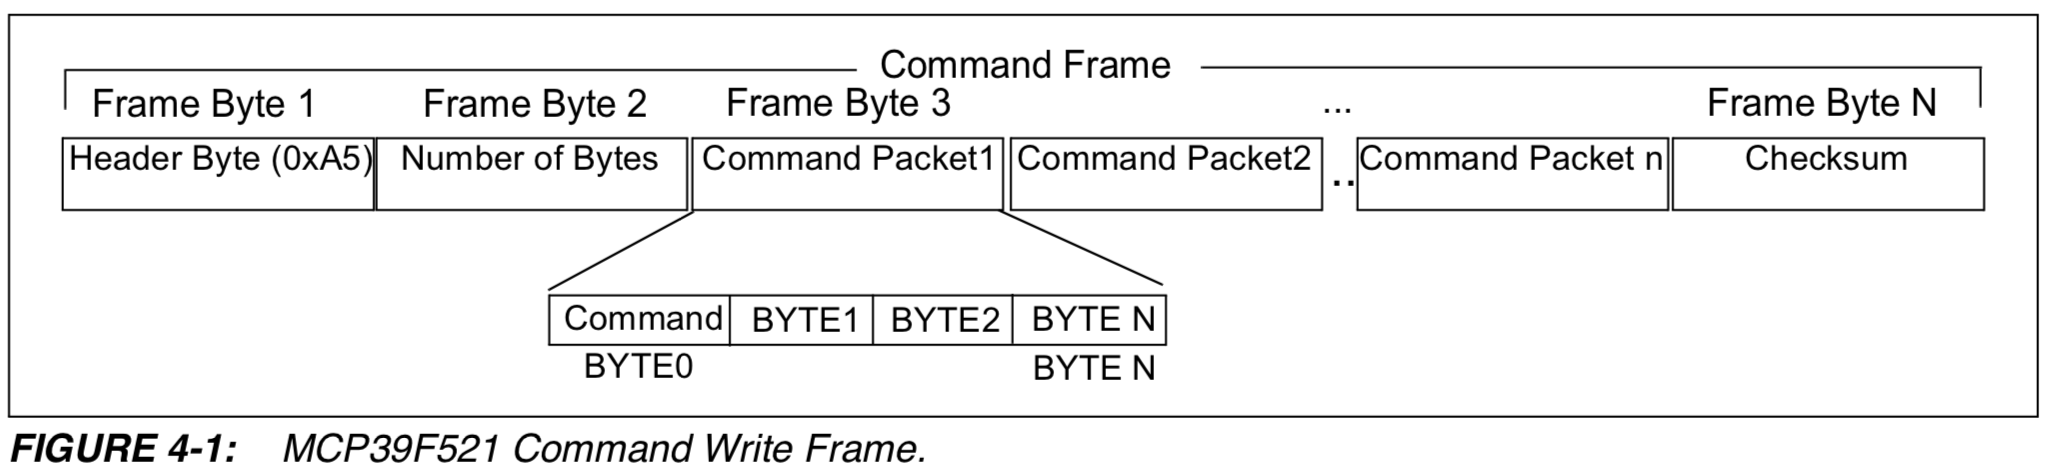 Command Frame
Frame Byte 1 Frame Byte 2 Frame Byte 3 ... Frame Byte N
Header Byte (0xA5) Number of Bytes Command Packet1 Command Packet2 .. Command Packet n Checksum
Command BYTE1 BYTE2 BYTE N
BYTE0 BYTE N
FIGURE 4-1: MCP39F521 Command Write Frame.